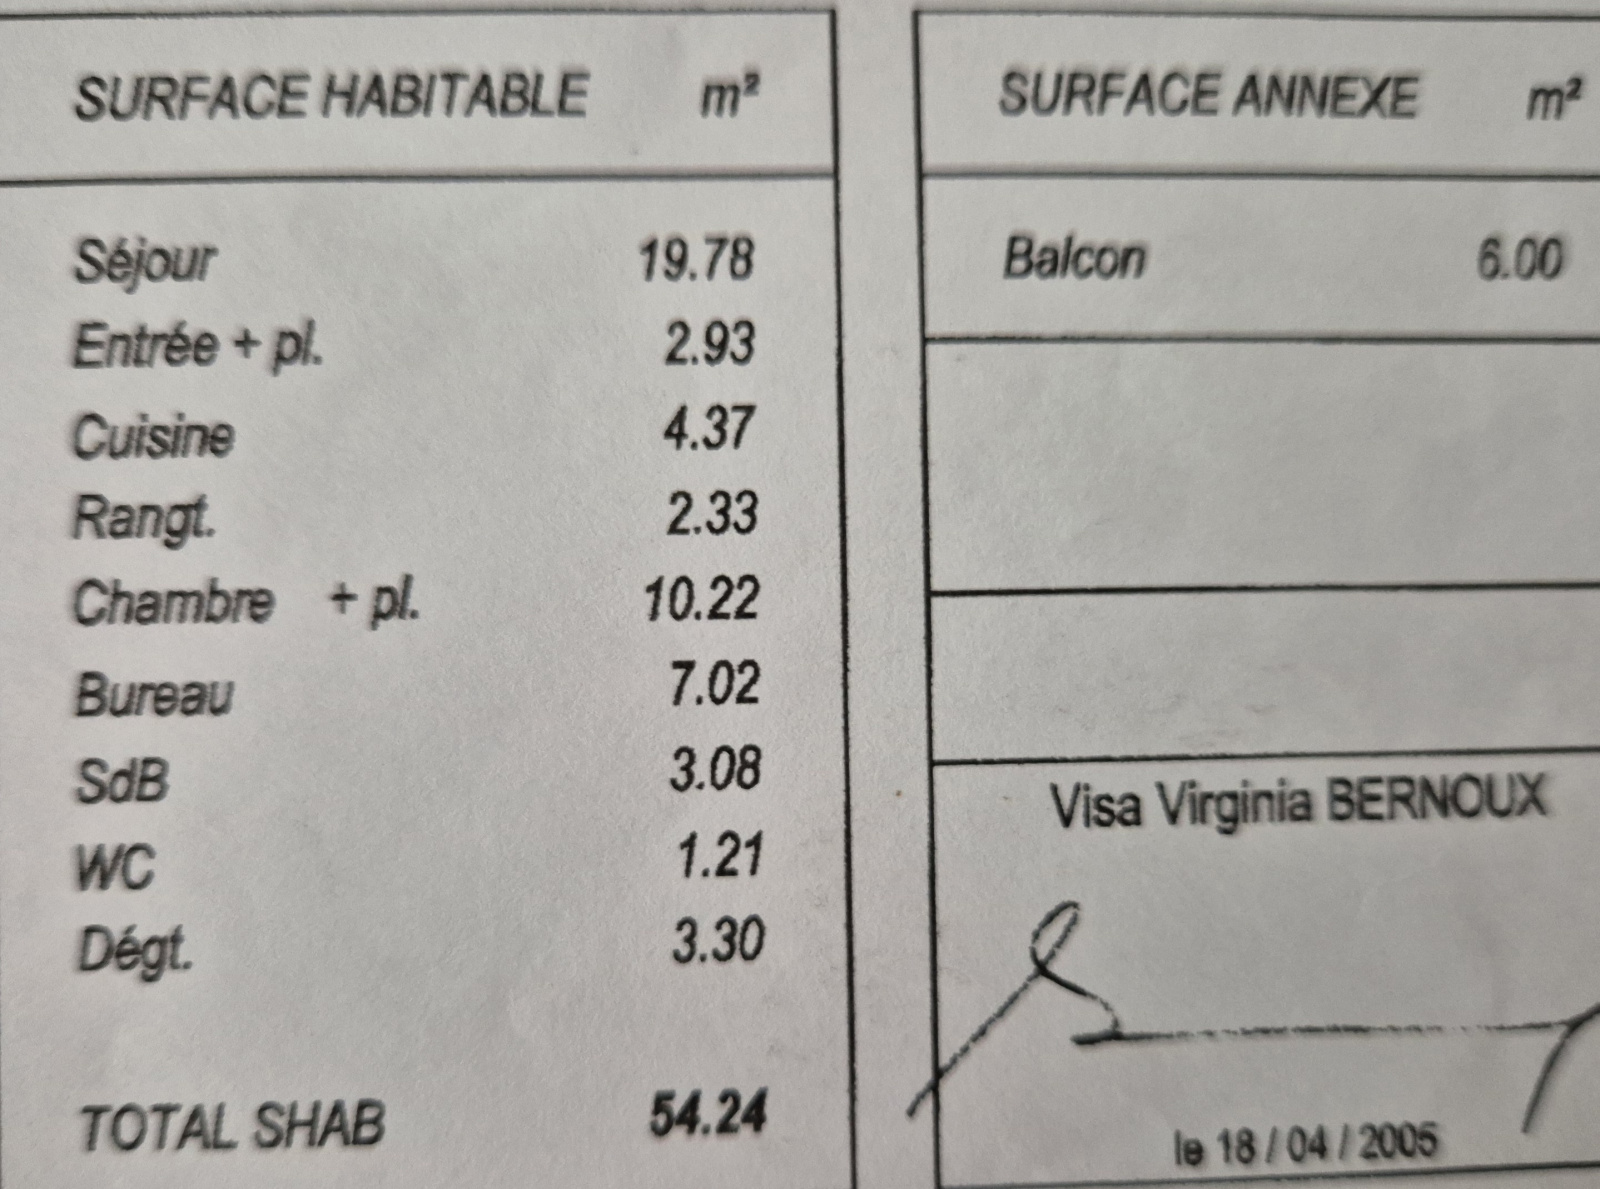 SURFACE HABITABLE m²
Séjour 19.78
Entrée + pl. 2.93
Cuisine 4.37
Rangt. 2.33
Chambre + pl. 10.22
Bureau 7.02
SdB 3.08
WC 1.21
Dégt. 3.30
TOTAL SHAB 54.24
SURFACE ANNEXE m²
Balcon 6.00
Visa Virginia BERNOUX
le 18 / 04 / 2005